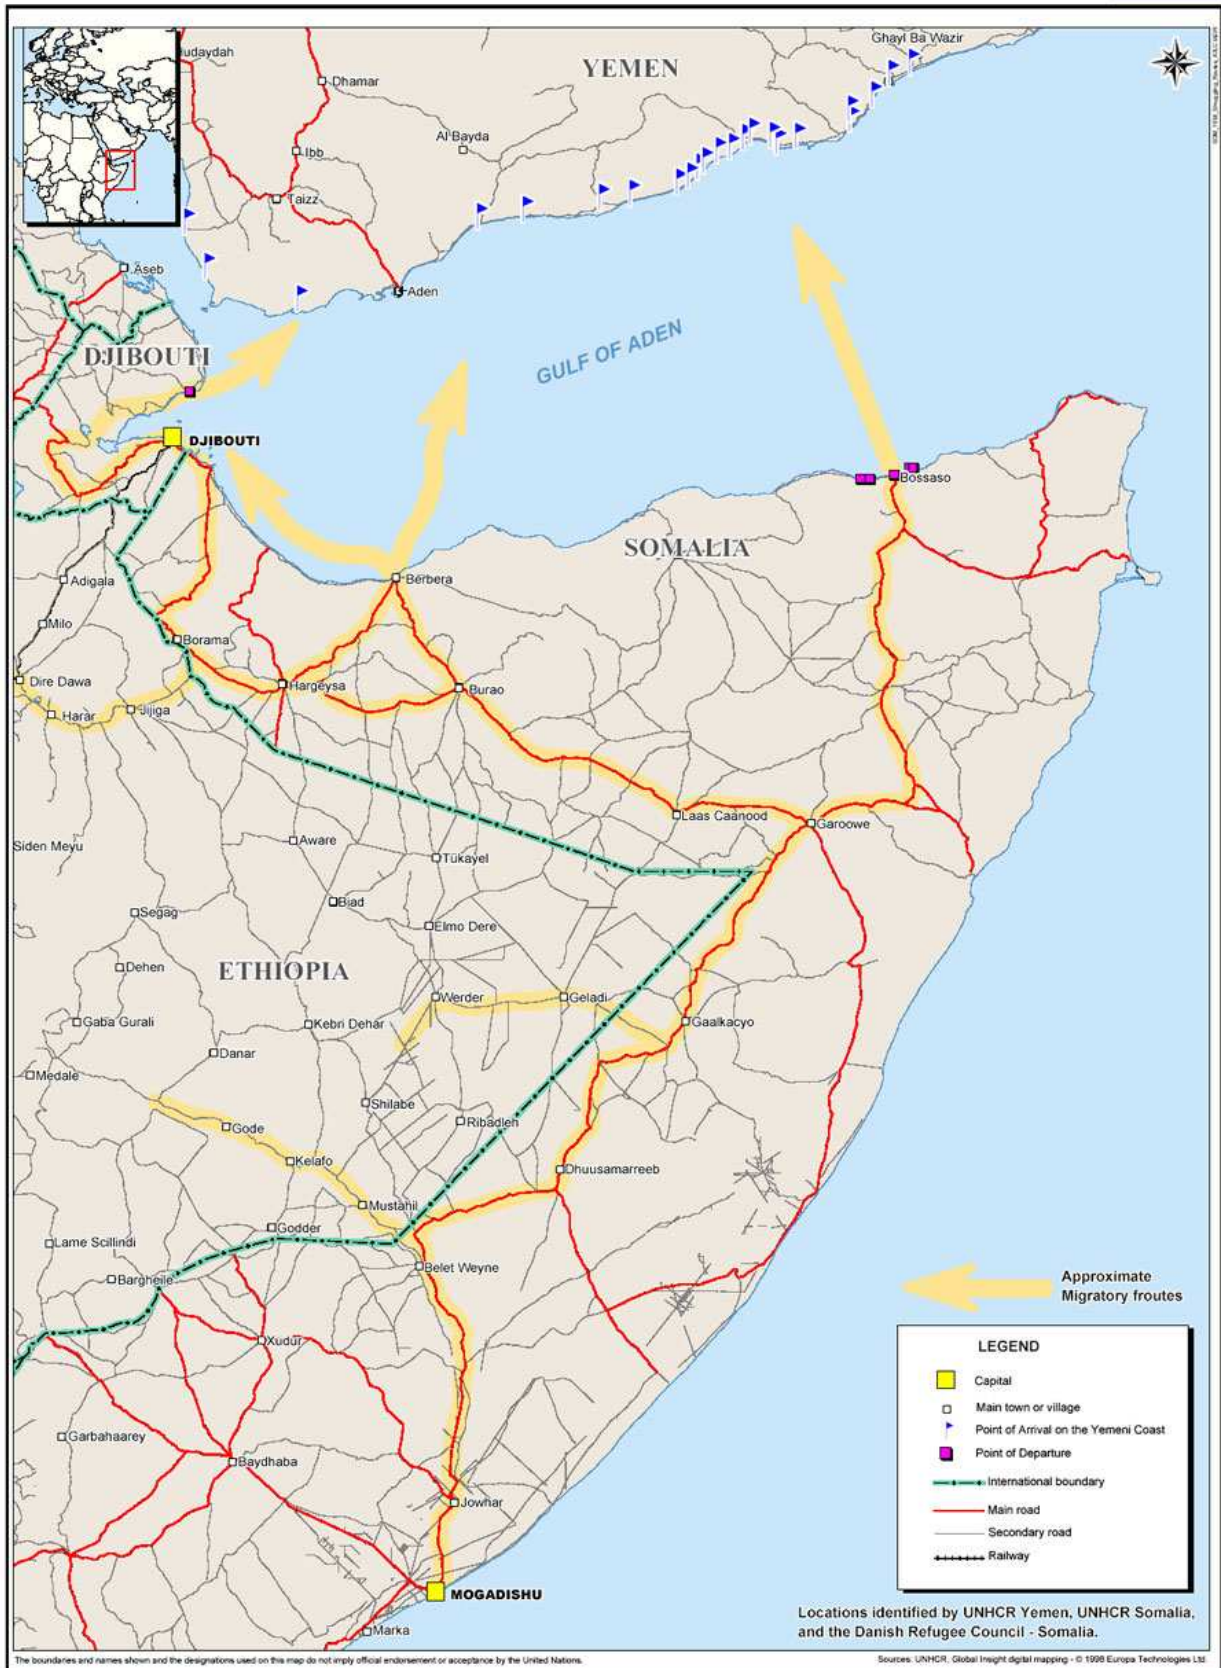 Ghayl Ba Wazir
YEMEN
Dhamar
Al Bayda
Ibb
Taizz
Aseb
Aden
GULF OF ADEN
DJIBOUTI
DJIBOUTI
Bossaso
SOMALIA
Berbera
Adigala
Milo
Borama
Dire Dawa
Hargeysa
Burao
Harar
Jijiga
Laas Caanood
Garoowe
Aware
Siden Meyu
Tukayel
Biad
Segag
Elmo Dere
Dehen
ETHIOPIA
Werder
Geladi
Gaba Gurali
Kebri Dehar
Gaalkacyo
Danar
Medale
Shilabe
Ribadleh
Gode
Kelafo
Dhuusamarreeb
Mustahil
Godder
Lame Scillindi
Belet Weyne
Bargheile
Approximate
Migratory froutes
Xudur
LEGEND
Capital
Main town or village
Point of Arrival on the Yemeni Coast
Point of Departure
International boundary
Main road
Secondary road
Railway
Garbahaarey
Baydhaba
Jowhar
MOGADISHU
Marka
Locations identified by UNHCR Yemen, UNHCR Somalia,
and the Danish Refugee Council - Somalia.
The boundaries and names shown and the designations used on this map do not imply official endorsement or acceptance by the United Nations.
Sources: UNHCR, Global Insight digital mapping - © 1998 Europa Technologies Ltd.